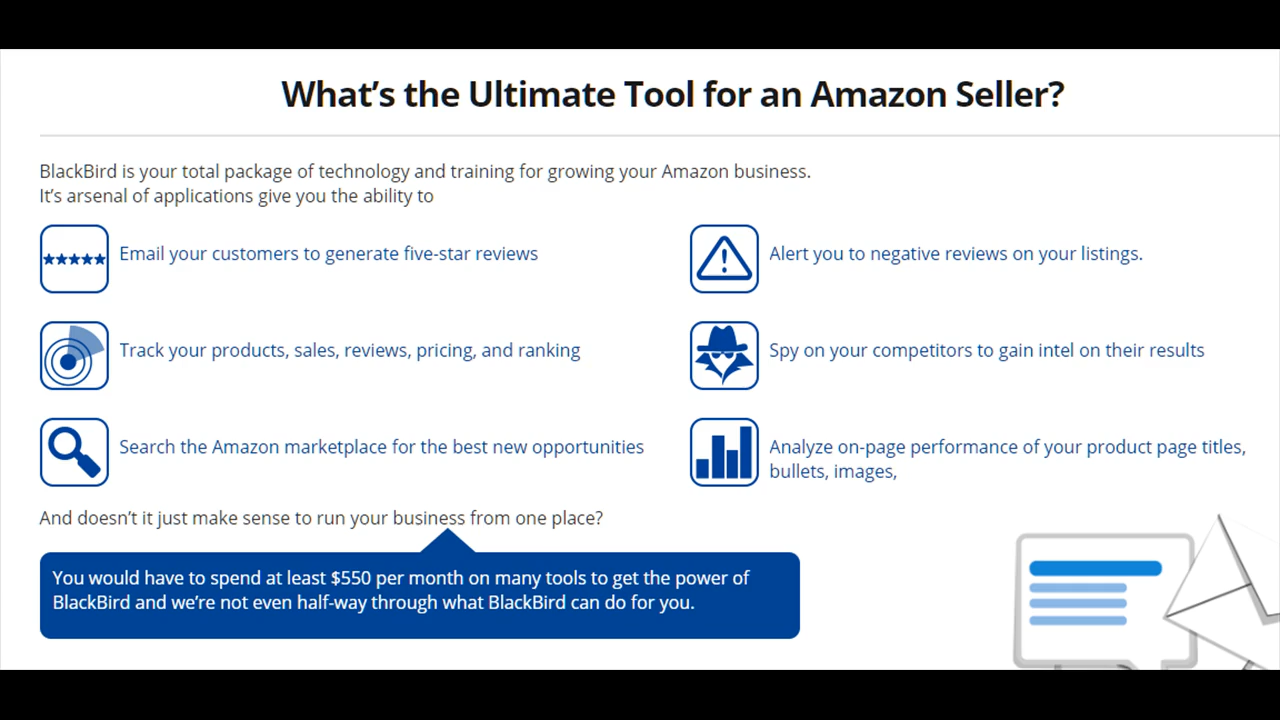 What's the Ultimate Tool for an Amazon Seller?
BlackBird is your total package of technology and training for growing your Amazon business.
It's arsenal of applications give you the ability to
Email your customers to generate five-star reviews
Alert you to negative reviews on your listings.
Track your products, sales, reviews, pricing, and ranking
Spy on your competitors to gain intel on their results
Search the Amazon marketplace for the best new opportunities
Analyze on-page performance of your product page titles,
bullets, images,
And doesn't it just make sense to run your business from one place?
You would have to spend at least $550 per month on many tools to get the power of
BlackBird and we're not even half-way through what BlackBird can do for you.